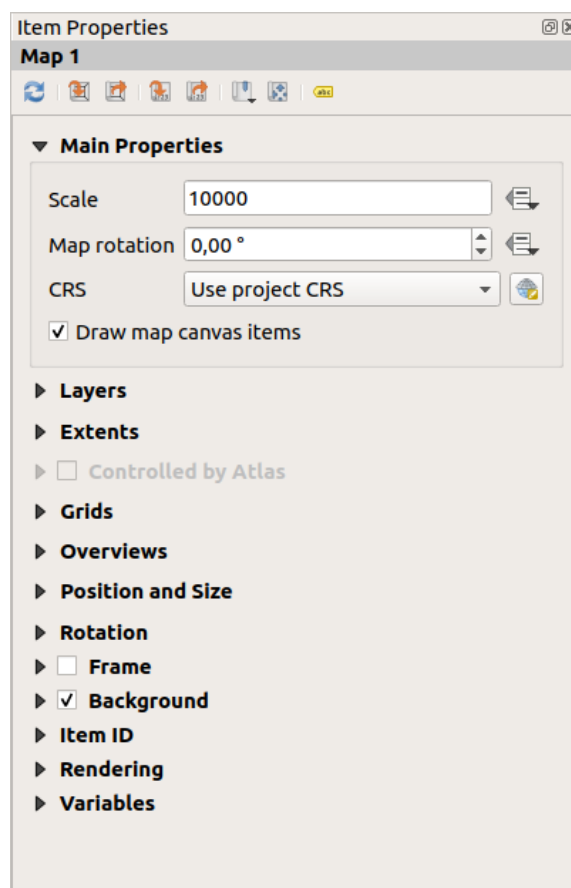 Item Properties
Map 1
Main Properties
Scale 10000
Map rotation 0,00 °
CRS Use project CRS
Draw map canvas items
Layers
Extents
Controlled by Atlas
Grids
Overviews
Position and Size
Rotation
Frame
Background
Item ID
Rendering
Variables